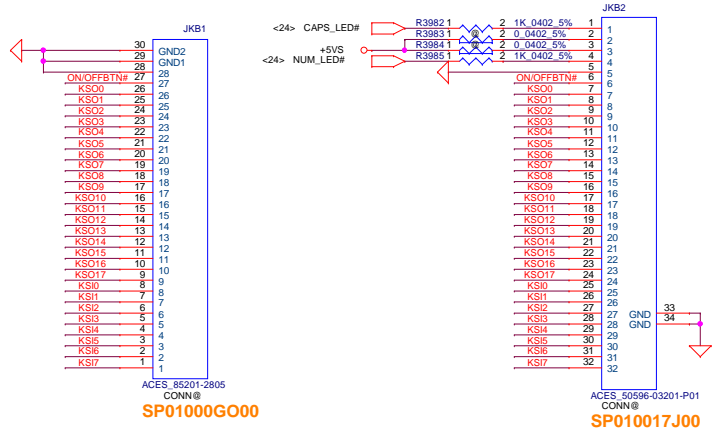 JKB1
30 GND2
29 GND1
28 28
ON/OFFBTN# 27 27
KSO0 26 26
KSO1 25 25
KSO2 24 24
KSO3 23 23
KSO4 22 22
KSO5 21 21
KSO6 20 20
KSO7 19 19
KSO8 18 18
KSO9 17 17
KSO10 16 16
KSO11 15 15
KSO12 14 14
KSO13 13 13
KSO14 12 12
KSO15 11 11
KSO16 10 10
KSO17 9 9
KSI0 8 8
KSI1 7 7
KSI2 6 6
KSI3 5 5
KSI4 4 4
KSI5 3 3
KSI6 2 2
KSI7 1 1
ACES_85201-2805
CONN@
SP01000GO00
JKB2
<24> CAPS_LED# R3982 1 2 1K_0402_5% 1 1
R3983 1 @ 2 0_0402_5% 2 2
+5VS R3984 1 @ 2 0_0402_5% 3 3
<24> NUM_LED# R3985 1 2 1K_0402_5% 4 4
5 5
ON/OFFBTN# 6 6
KSO0 7 7
KSO1 8 8
KSO2 9 9
KSO3 10 10
KSO4 11 11
KSO5 12 12
KSO6 13 13
KSO7 14 14
KSO8 15 15
KSO9 16 16
KSO10 17 17
KSO11 18 18
KSO12 19 19
KSO13 20 20
KSO14 21 21
KSO15 22 22
KSO16 23 23
KSO17 24 24
KSI0 25 25
KSI1 26 26
KSI2 27 27 GND 33
KSI3 28 28 GND 34
KSI4 29 29
KSI5 30 30
KSI6 31 31
KSI7 32 32
ACES_50596-03201-P01
CONN@
SP010017J00